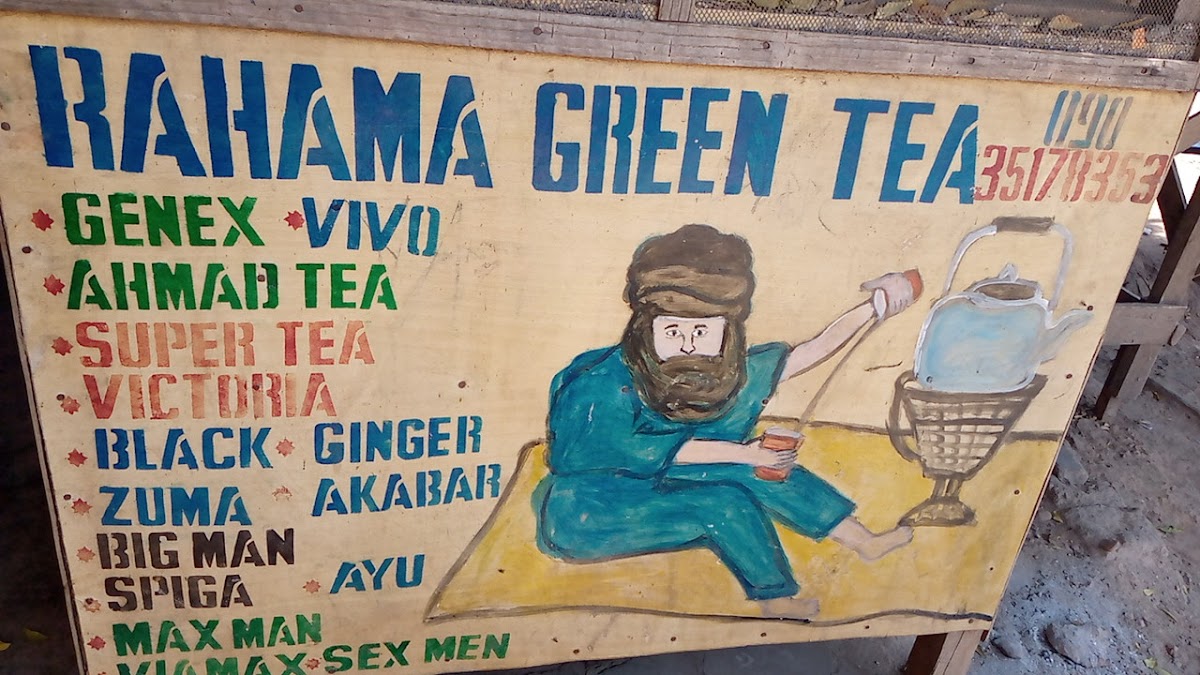 RAHAMA GREEN TEA 090
35178353
GENEX VIVO
AHMAD TEA
SUPER TEA
VICTORIA
BLACK GINGER
ZUMA AKABAR
BIG MAN
SPIGA AYU
MAX MAN
VIAMAX SEX MEN